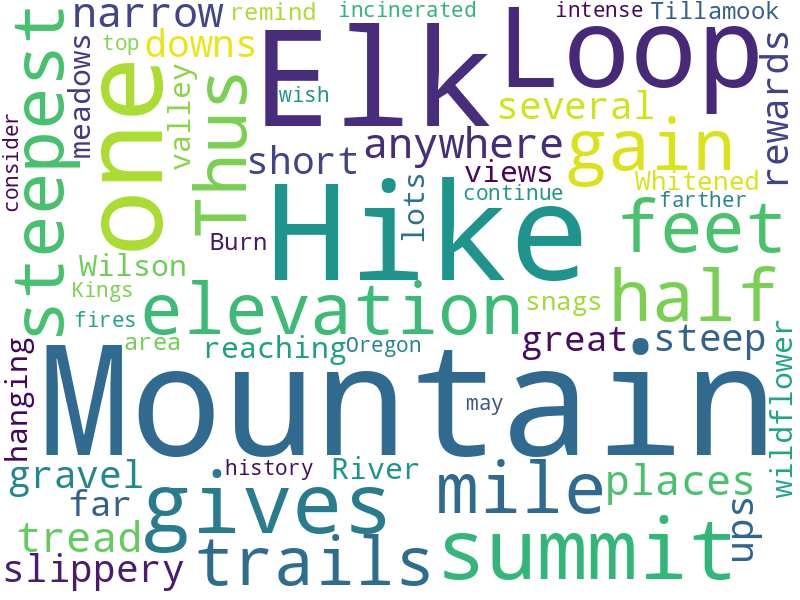 narrow
remind
incinerated
intense
Tillamook
top
downs
Elk
Loop
steepest
one
meadows
valley
Thus
wish
several
rewards
consider
short
anywhere
gain
views
Whitened
continue
farther
lots
Hike
feet
Burn
Wilson
Kings
elevation
snags
half
fires
area
reaching
Oregon
great
steep
hanging
Mountain
may
wildflower
gravel
history
River
mile
places
far
gives
ups
tread
slippery
trails
summit